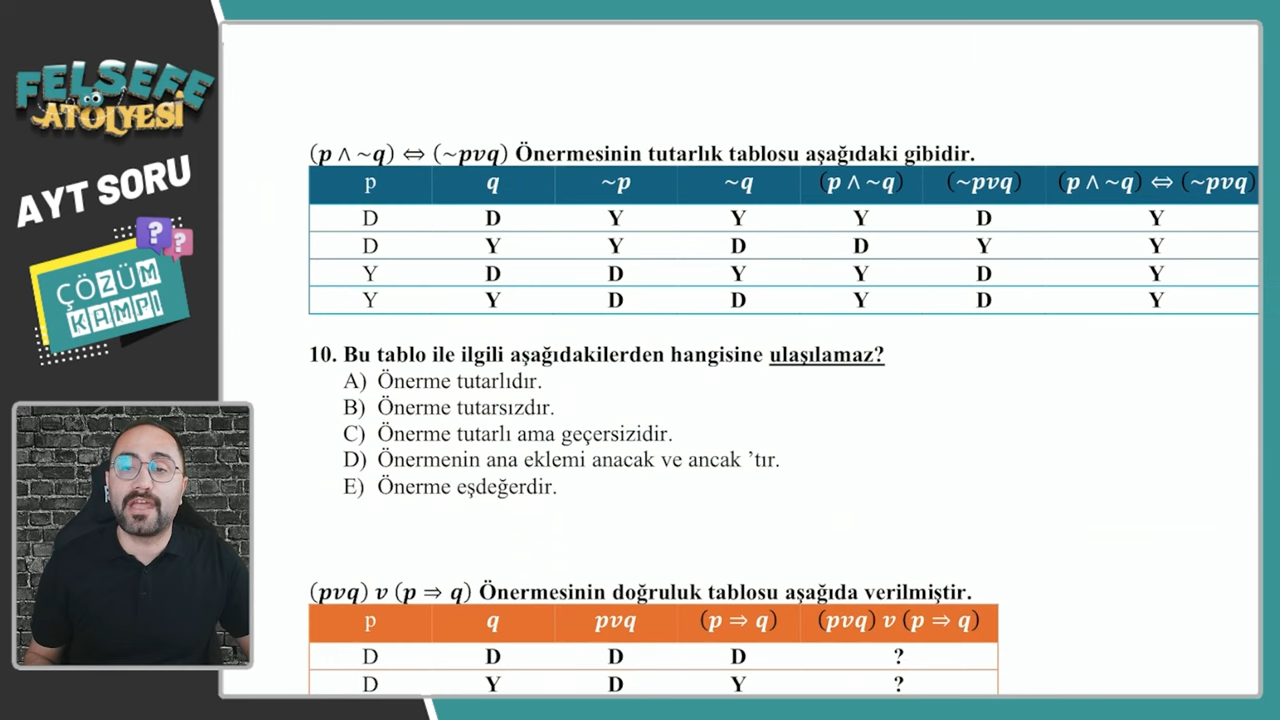 FELSEFE
ATÖLYESİ
AYT SORU
? ?
ÇÖZÜM
KAMPI
(p ∧ ~q) ⇔ (~pvq) Önermesinin tutarlık tablosu aşağıdaki gibidir.
p q ~p ~q (p ∧ ~q) (~pvq) (p ∧ ~q) ⇔ (~pvq)
D D Y Y Y D Y
D Y Y D D Y Y
Y D D Y Y D Y
Y Y D D Y D Y
10. Bu tablo ile ilgili aşağıdakilerden hangisine ulaşılamaz?
A) Önerme tutarlıdır.
B) Önerme tutarsızdır.
C) Önerme tutarlı ama geçersizidir.
D) Önermenin ana eklemi anacak ve ancak ’tır.
E) Önerme eşdeğerdir.
(pvq) v (p ⇒ q) Önermesinin doğruluk tablosu aşağıda verilmiştir.
p q pvq (p ⇒ q) (pvq) v (p ⇒ q)
D D D D ?
D Y D Y ?